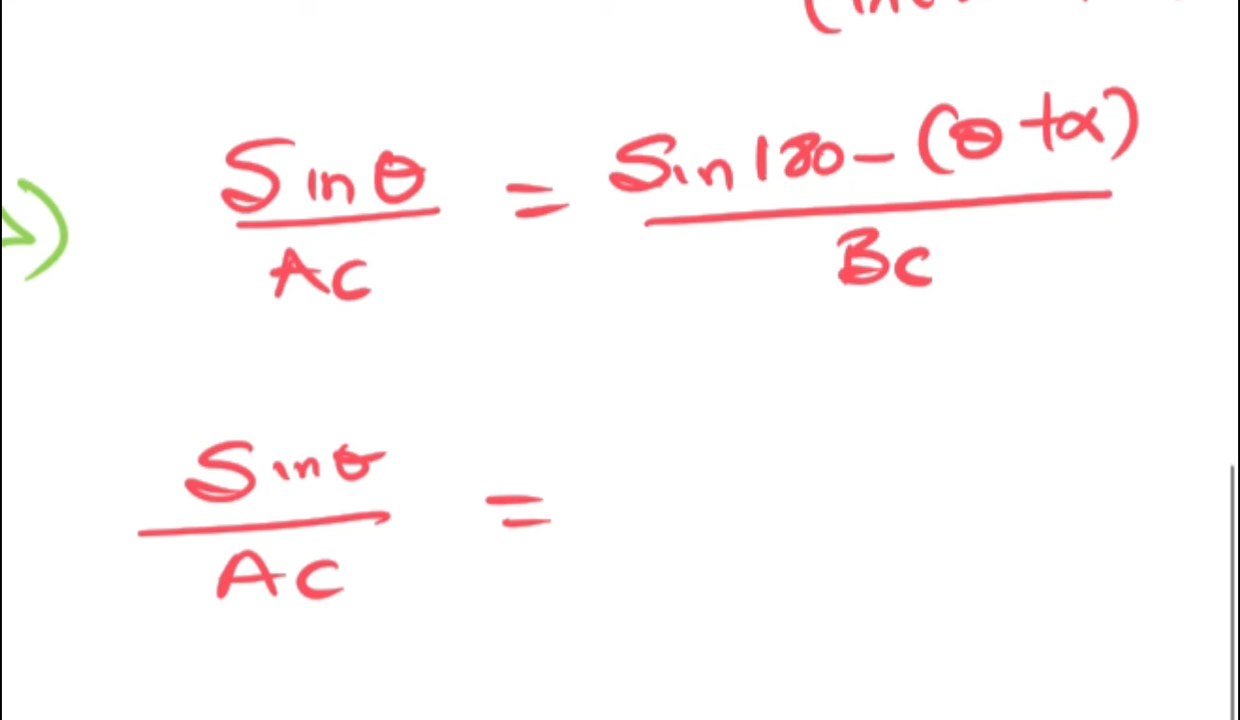 Sinθ / AC = Sin180-(θ+α) / BC
Sinθ / AC =